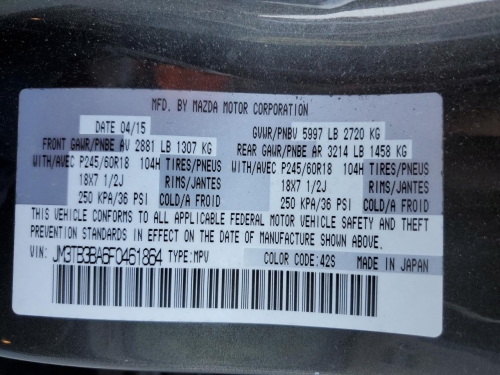 MFD. BY MAZDA MOTOR CORPORATION
DATE 04/15 GVWR/PNBV 5997 LB 2720 KG
FRONT GAWR/PNBE AV 2881 LB 1307 KG REAR GAWR/PNBE AR 3214 LB 1458 KG
WITH/AVEC P245/60R18 104H TIRES/PNEUS WITH/AVEC P245/60R18 104H TIRES/PNEUS
18X7 1/2J RIMS/JANTES 18X7 1/2J RIMS/JANTES
250 KPA/36 PSI COLD/A FROID 250 KPA/36 PSI COLD/A FROID
THIS VEHICLE CONFORMS TO ALL APPLICABLE FEDERAL MOTOR VEHICLE SAFETY AND THEFT
PREVENTION STANDARDS IN EFFECT ON THE DATE OF MANUFACTURE SHOWN ABOVE.
VIN: JM3TB3BA6F0461864 TYPE:MPV COLOR CODE:42S MADE IN JAPAN